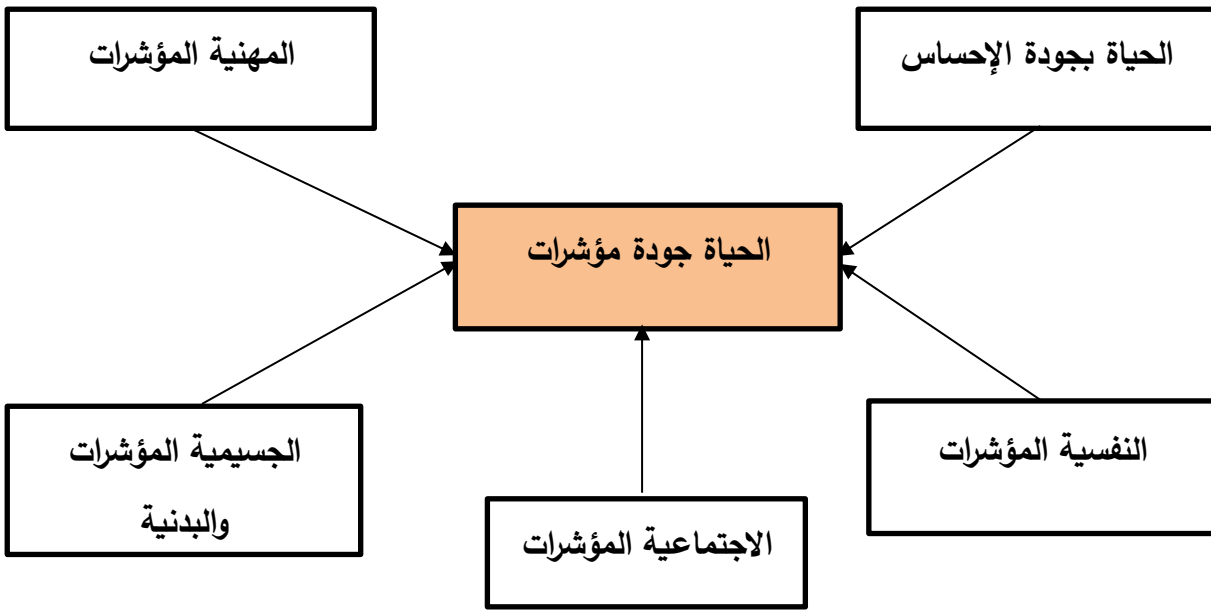 الحياة بجودة الإحساس
المهنية المؤشرات
الحياة جودة مؤشرات
النفسية المؤشرات
الاجتماعية المؤشرات
الجسيمية المؤشرات
والبدنية